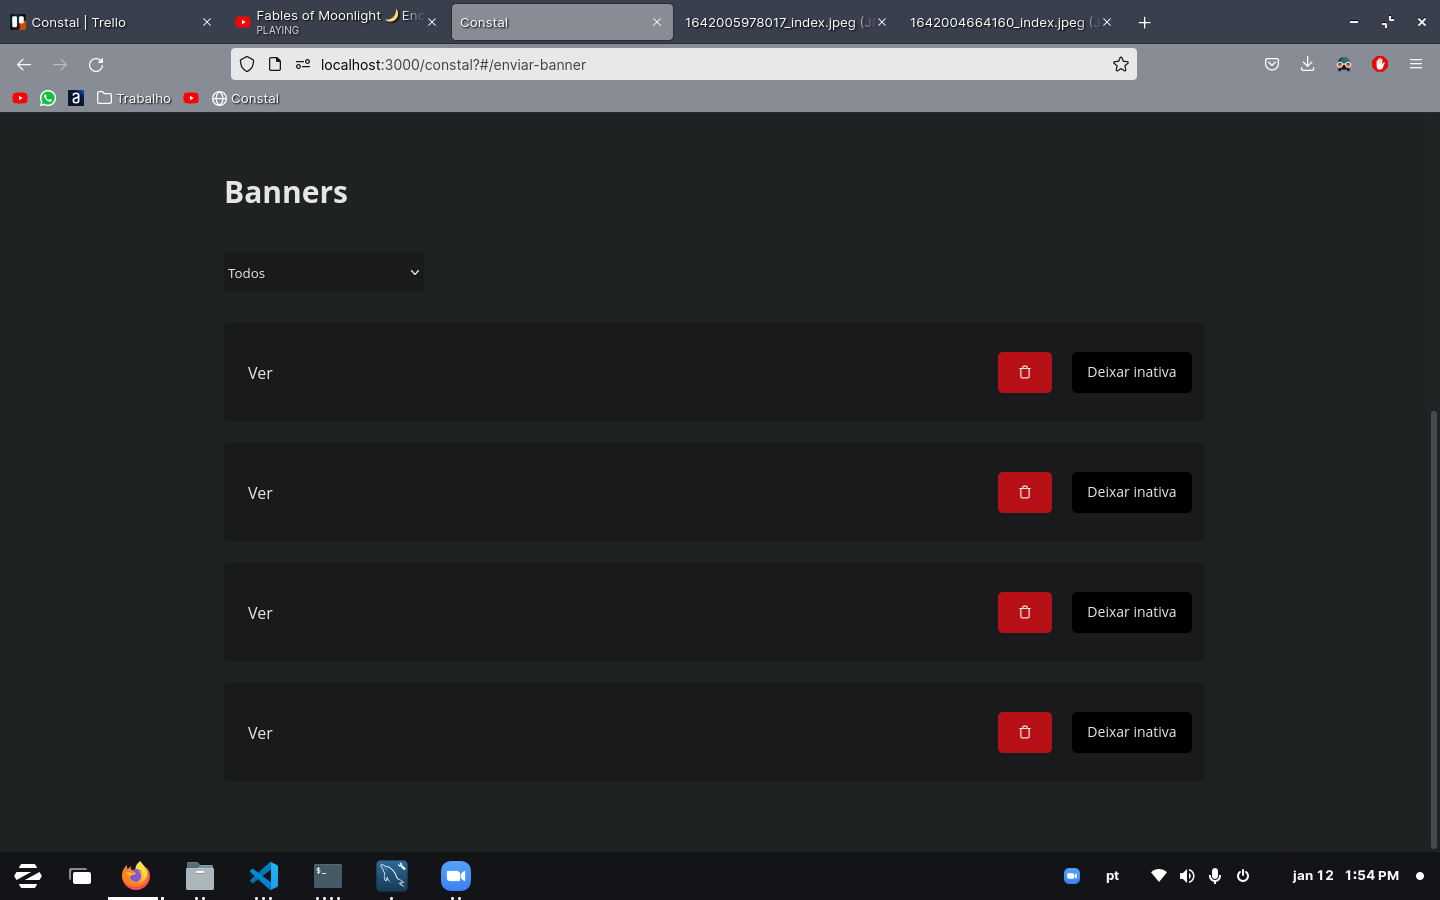 Constal | Trello
Fables of Moonlight 🌙 Enc
PLAYING
Constal
1642005978017_index.jpeg (JP
1642004664160_index.jpeg (J
localhost:3000/constal?#/enviar-banner
Trabalho
Constal
Banners
Todos
Ver
Deixar inativa
Ver
Deixar inativa
Ver
Deixar inativa
Ver
Deixar inativa
pt
jan 12 1:54 PM